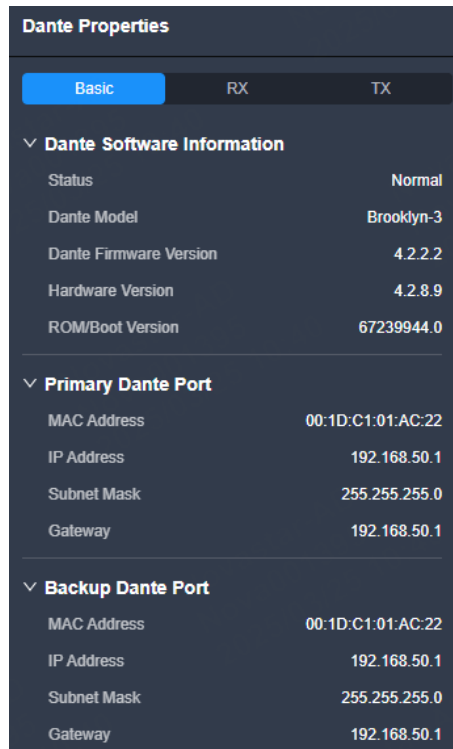 Dante Properties
Basic RX TX
Dante Software Information
Status Normal
Dante Model Brooklyn-3
Dante Firmware Version 4.2.2.2
Hardware Version 4.2.8.9
ROM/Boot Version 67239944.0
Primary Dante Port
MAC Address 00:1D:C1:01:AC:22
IP Address 192.168.50.1
Subnet Mask 255.255.255.0
Gateway 192.168.50.1
Backup Dante Port
MAC Address 00:1D:C1:01:AC:22
IP Address 192.168.50.1
Subnet Mask 255.255.255.0
Gateway 192.168.50.1